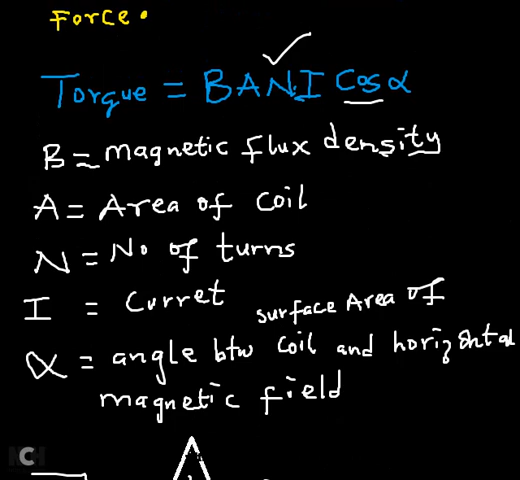 Force.
Torque = BANI Cosα
B = magnetic flux density
A = Area of coil
N = No of turns
I = Curret
surface Area of
α = angle btw coil and horizontal
magnetic field
C